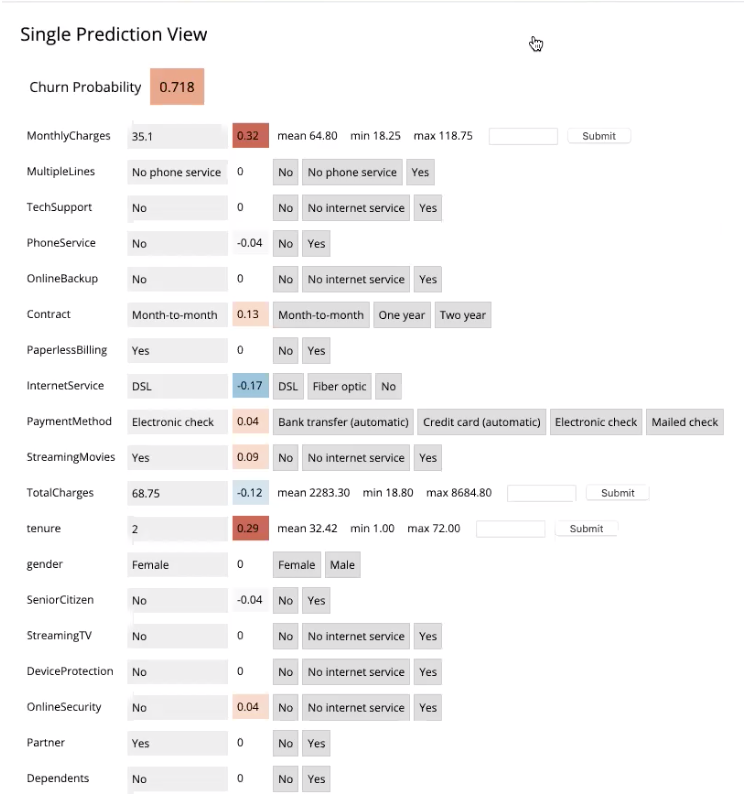 Single Prediction View
Churn Probability 0.718
MonthlyCharges 35.1 0.32 mean 64.80 min 18.25 max 118.75 Submit
MultipleLines No phone service 0 No No phone service Yes
TechSupport No 0 No No internet service Yes
PhoneService No -0.04 No Yes
OnlineBackup No 0 No No internet service Yes
Contract Month-to-month 0.13 Month-to-month One year Two year
PaperlessBilling Yes 0 No Yes
InternetService DSL -0.17 DSL Fiber optic No
PaymentMethod Electronic check 0.04 Bank transfer (automatic) Credit card (automatic) Electronic check Mailed check
StreamingMovies Yes 0.09 No No internet service Yes
TotalCharges 68.75 -0.12 mean 2283.30 min 18.80 max 8684.80 Submit
tenure 2 0.29 mean 32.42 min 1.00 max 72.00 Submit
gender Female 0 Female Male
SeniorCitizen No -0.04 No Yes
StreamingTV No 0 No No internet service Yes
DeviceProtection No 0 No No internet service Yes
OnlineSecurity No 0.04 No No internet service Yes
Partner Yes 0 No Yes
Dependents No 0 No Yes